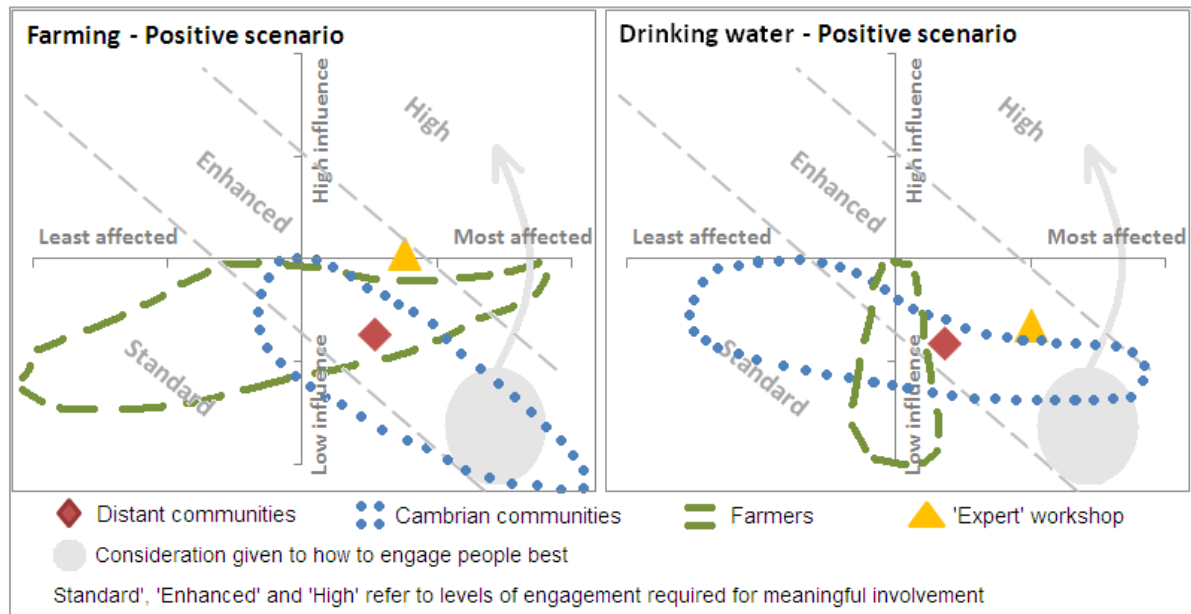 Farming - Positive scenario
High influence
High
Enhanced
Least affected
Most affected
Standard
Low influence
Drinking water - Positive scenario
High influence
High
Enhanced
Least affected
Most affected
Standard
Low influence
Distant communities
Cambrian communities
Farmers
'Expert' workshop
Consideration given to how to engage people best
Standard', 'Enhanced' and 'High' refer to levels of engagement required for meaningful involvement